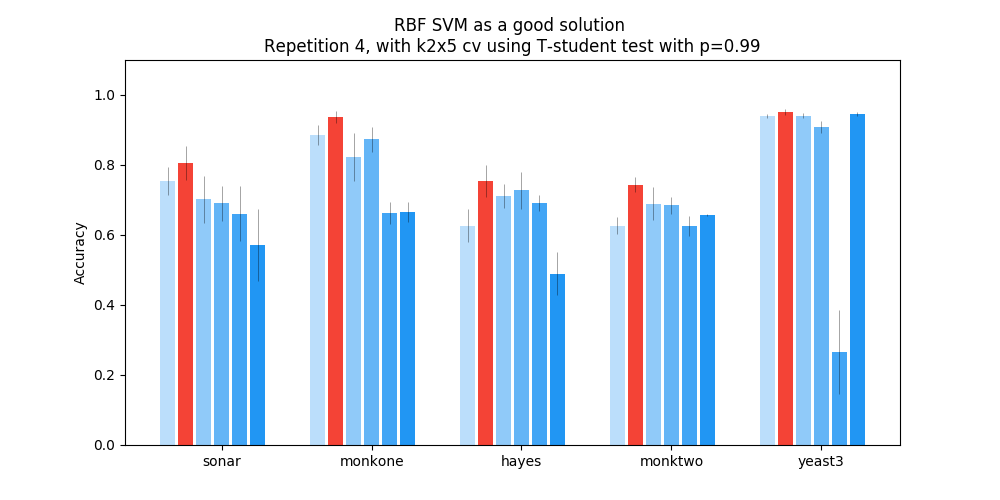 RBF SVM as a good solution
Repetition 4, with k2x5 cv using T-student test with p=0.99
Accuracy
1.0
0.8
0.6
0.4
0.2
0.0
sonar monkone hayes monktwo yeast3